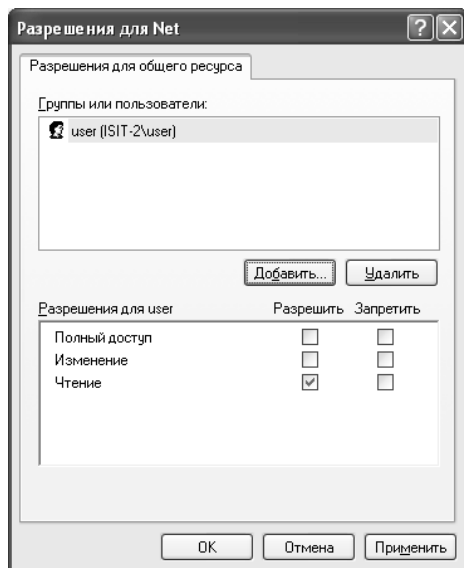 Разрешения для Net
Разрешения для общего ресурса
Группы или пользователи:
user (ISIT-2\user)
Добавить... Удалить
Разрешения для user Разрешить Запретить
Полный доступ
Изменение
Чтение
OK Отмена Применить